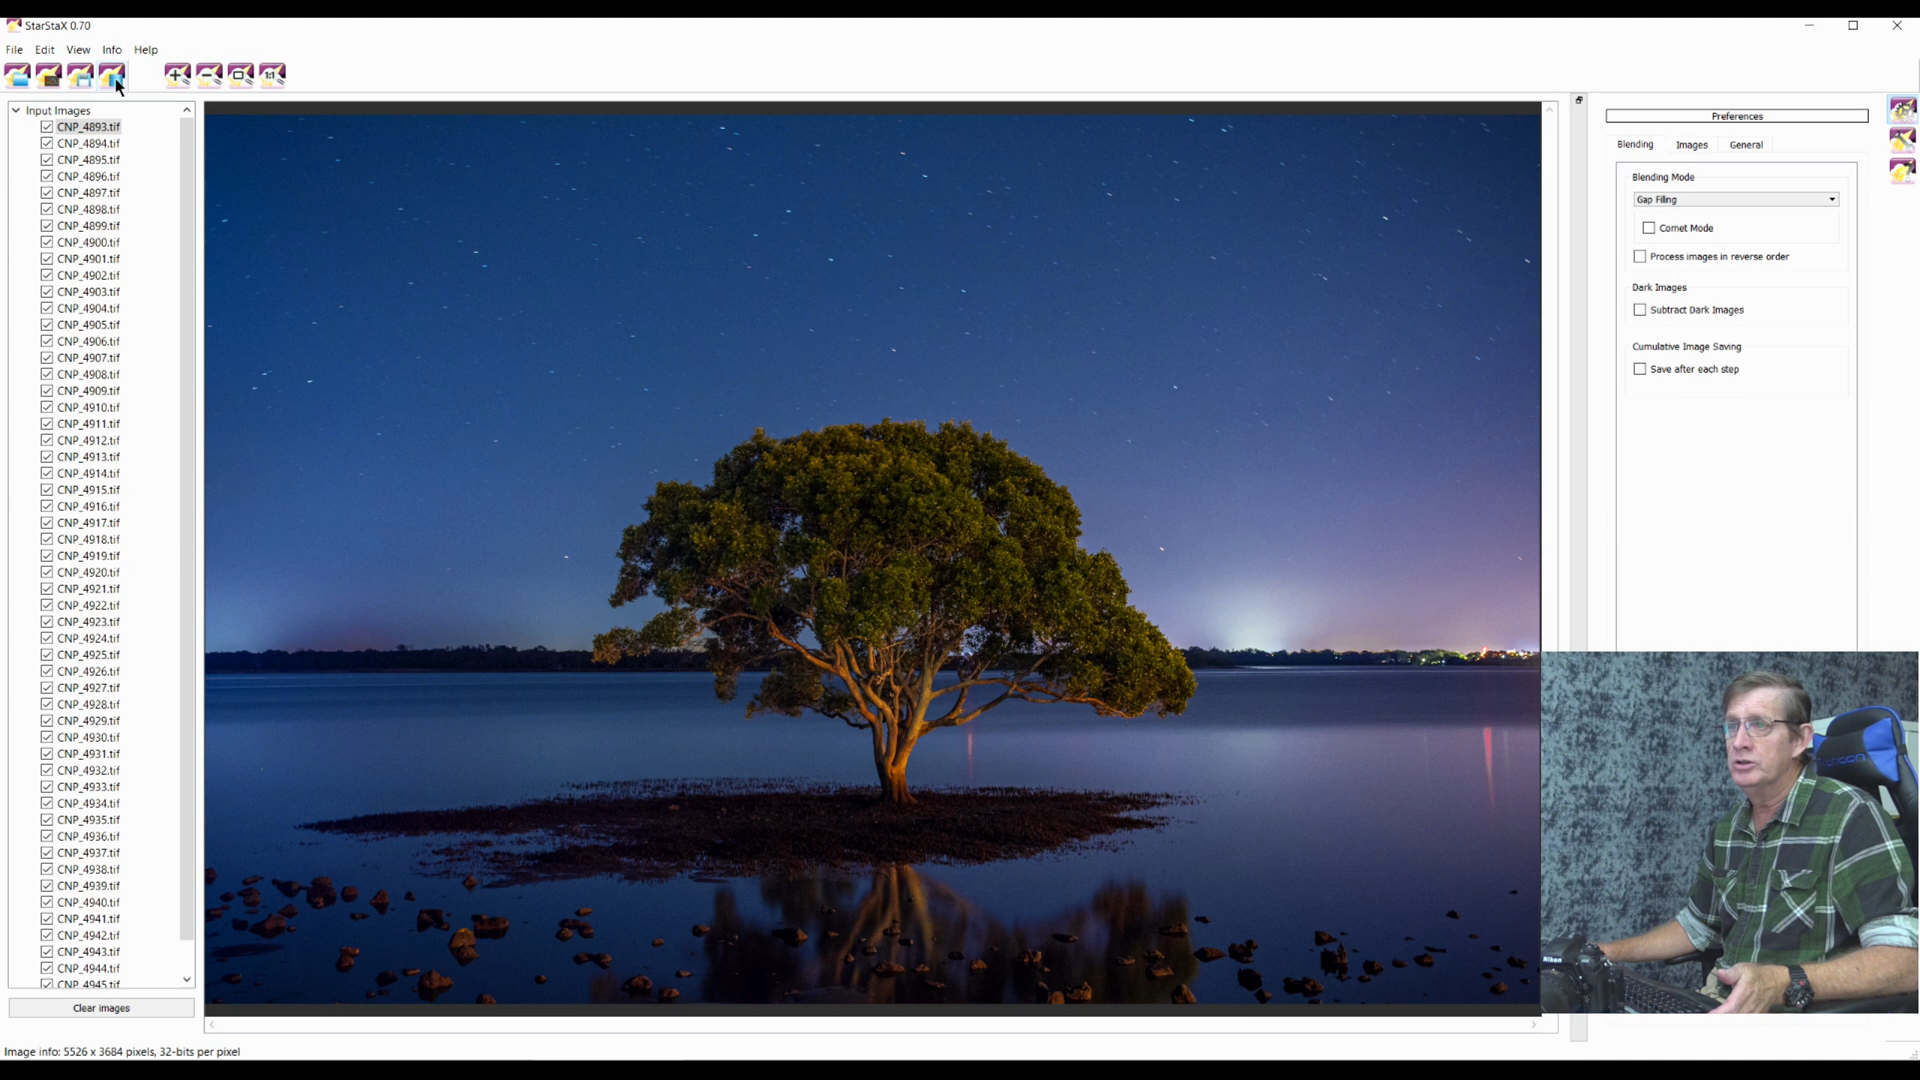 StarStaX 0.70
File Edit View Info Help
Input Images
CNP_4893.tif
CNP_4894.tif
CNP_4895.tif
CNP_4896.tif
CNP_4897.tif
CNP_4898.tif
CNP_4899.tif
CNP_4900.tif
CNP_4901.tif
CNP_4902.tif
CNP_4903.tif
CNP_4904.tif
CNP_4905.tif
CNP_4906.tif
CNP_4907.tif
CNP_4908.tif
CNP_4909.tif
CNP_4910.tif
CNP_4911.tif
CNP_4912.tif
CNP_4913.tif
CNP_4914.tif
CNP_4915.tif
CNP_4916.tif
CNP_4917.tif
CNP_4918.tif
CNP_4919.tif
CNP_4920.tif
CNP_4921.tif
CNP_4922.tif
CNP_4923.tif
CNP_4924.tif
CNP_4925.tif
CNP_4926.tif
CNP_4927.tif
CNP_4928.tif
CNP_4929.tif
CNP_4930.tif
CNP_4931.tif
CNP_4932.tif
CNP_4933.tif
CNP_4934.tif
CNP_4935.tif
CNP_4936.tif
CNP_4937.tif
CNP_4938.tif
CNP_4939.tif
CNP_4940.tif
CNP_4941.tif
CNP_4942.tif
CNP_4943.tif
CNP_4944.tif
CNP_4945.tif
Clear images
Image info: 5526 x 3684 pixels, 32-bits per pixel
1:1
Preferences
Blending Images General
Blending Mode
Gap Filling
Comet Mode
Process images in reverse order
Dark Images
Subtract Dark Images
Cumulative Image Saving
Save after each step
Nikon